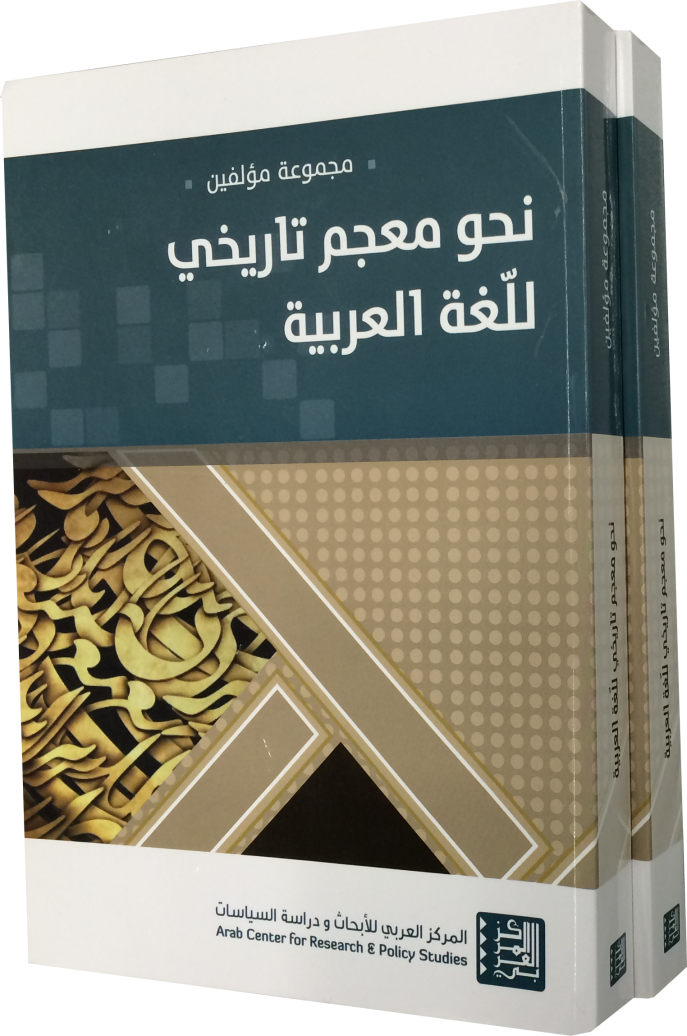 مجموعة مؤلفين
نحو معجم تاريخي
للّغة العربية
المركز العربي للأبحاث و دراسة السياسات
Arab Center for Research & Policy Studies
مجموعة مؤلفين
نحو معجم تاريخي للّغة العربية
مجموعة مؤلفين
نحو معجم تاريخي للّغة العربية